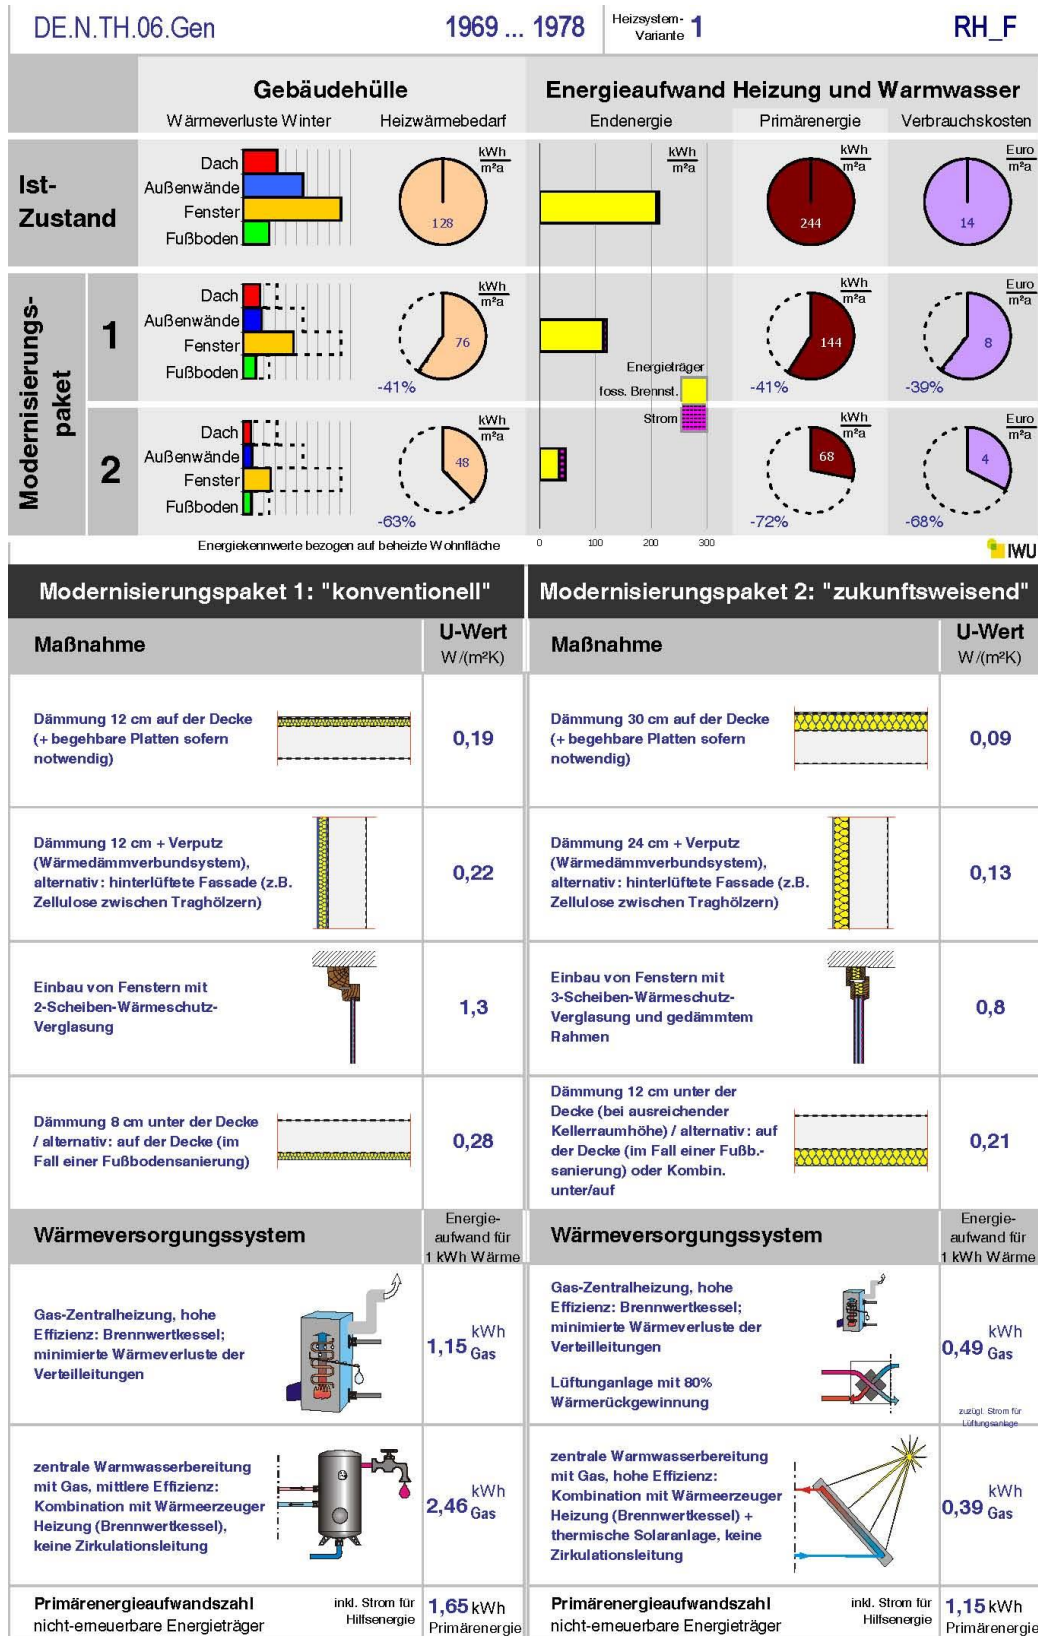 DE.N.TH.06.Gen 1969 ... 1978 Heizsystem-Variante 1 RH_F
Gebäudehülle Energieaufwand Heizung und Warmwasser
Wärmeverluste Winter Heizwärmebedarf Endenergie Primärenergie Verbrauchskosten
Ist-Zustand
Dach
Außenwände
Fenster
Fußboden
kWh/m²a
128
kWh/m²a
kWh/m²a
244
Euro/m²a
14
Modernisierungs-paket
1
Dach
Außenwände
Fenster
Fußboden
kWh/m²a
76
-41%
Energieträger
foss. Brennst.
Strom
kWh/m²a
144
-41%
Euro/m²a
8
-39%
2
Dach
Außenwände
Fenster
Fußboden
kWh/m²a
48
-63%
kWh/m²a
68
-72%
Euro/m²a
4
-68%
Energiekennwerte bezogen auf beheizte Wohnfläche
0 100 200 300
IWU
Modernisierungspaket 1: "konventionell" Modernisierungspaket 2: "zukunftsweisend"
Maßnahme U-Wert
W/(m²K)
Maßnahme U-Wert
W/(m²K)
Dämmung 12 cm auf der Decke
(+ begehbare Platten sofern
notwendig)
0,19
Dämmung 30 cm auf der Decke
(+ begehbare Platten sofern
notwendig)
0,09
Dämmung 12 cm + Verputz
(Wärmedämmverbundsystem),
alternativ: hinterlüftete Fassade (z.B.
Zellulose zwischen Traghölzern)
0,22
Dämmung 24 cm + Verputz
(Wärmedämmverbundsystem),
alternativ: hinterlüftete Fassade (z.B.
Zellulose zwischen Traghölzern)
0,13
Einbau von Fenstern mit
2-Scheiben-Wärmeschutz-
Verglasung
1,3
Einbau von Fenstern mit
3-Scheiben-Wärmeschutz-
Verglasung und gedämmtem
Rahmen
0,8
Dämmung 8 cm unter der Decke
/ alternativ: auf der Decke (im
Fall einer Fußbodensanierung)
0,28
Dämmung 12 cm unter der
Decke (bei ausreichender
Kellerraumhöhe) / alternativ: auf
der Decke (im Fall einer Fußb.-
sanierung) oder Kombin.
unter/auf
0,21
Wärmeversorgungssystem
Energie-
aufwand für
1 kWh Wärme
Wärmeversorgungssystem
Energie-
aufwand für
1 kWh Wärme
Gas-Zentralheizung, hohe
Effizienz: Brennwertkessel;
minimierte Wärmeverluste der
Verteilleitungen
1,15 kWh Gas
Gas-Zentralheizung, hohe
Effizienz: Brennwertkessel;
minimierte Wärmeverluste der
Verteilleitungen
Lüftunganlage mit 80%
Wärmerückgewinnung
0,49 kWh Gas
zuzügl. Strom für
Lüftungsanlage
zentrale Warmwasserbereitung
mit Gas, mittlere Effizienz:
Kombination mit Wärmeerzeuger
Heizung (Brennwertkessel),
keine Zirkulationsleitung
2,46 kWh Gas
zentrale Warmwasserbereitung
mit Gas, hohe Effizienz:
Kombination mit Wärmeerzeuger
Heizung (Brennwertkessel) +
thermische Solaranlage, keine
Zirkulationsleitung
0,39 kWh Gas
Primärenergieaufwandszahl
nicht-erneuerbare Energieträger
inkl. Strom für
Hilfsenergie
1,65 kWh
Primärenergie
Primärenergieaufwandszahl
nicht-erneuerbare Energieträger
inkl. Strom für
Hilfsenergie
1,15 kWh
Primärenergie